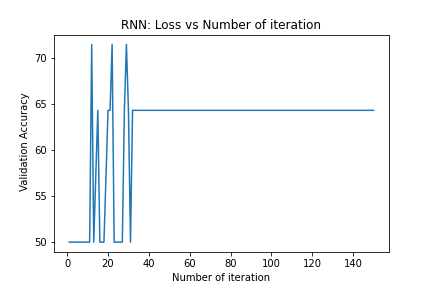 RNN: Loss vs Number of iteration
Validation Accuracy
70
65
60
55
50
0 20 40 60 80 100 120 140
Number of iteration